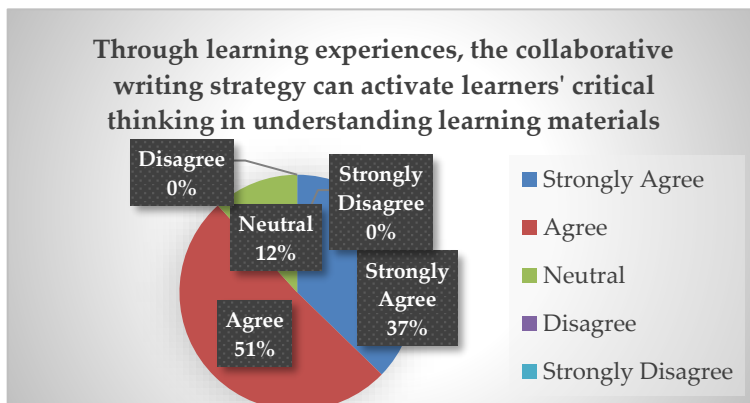 Through learning experiences, the collaborative
writing strategy can activate learners' critical
thinking in understanding learning materials
Disagree
0%
Strongly
Disagree
0%
Neutral
12%
Strongly
Agree
37%
Agree
51%
Strongly Agree
Agree
Neutral
Disagree
Strongly Disagree